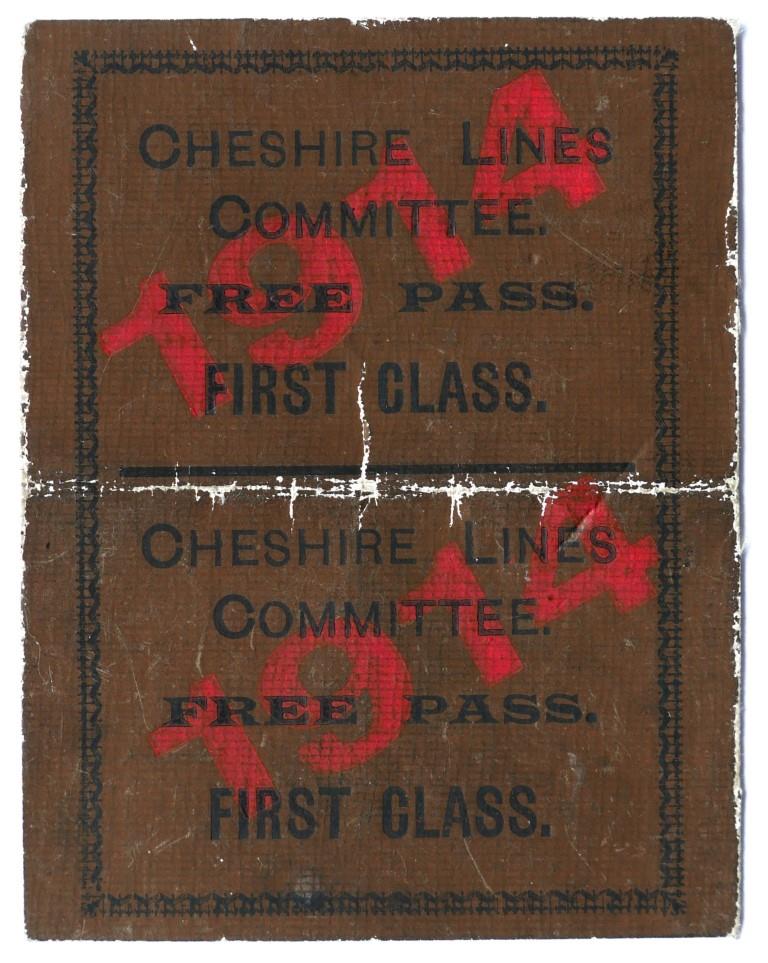 CHESHIRE LINES
COMMITTEE.
FREE PASS.
FIRST CLASS.
1914
CHESHIRE LINES
COMMITTEE.
FREE PASS.
FIRST CLASS.
1914